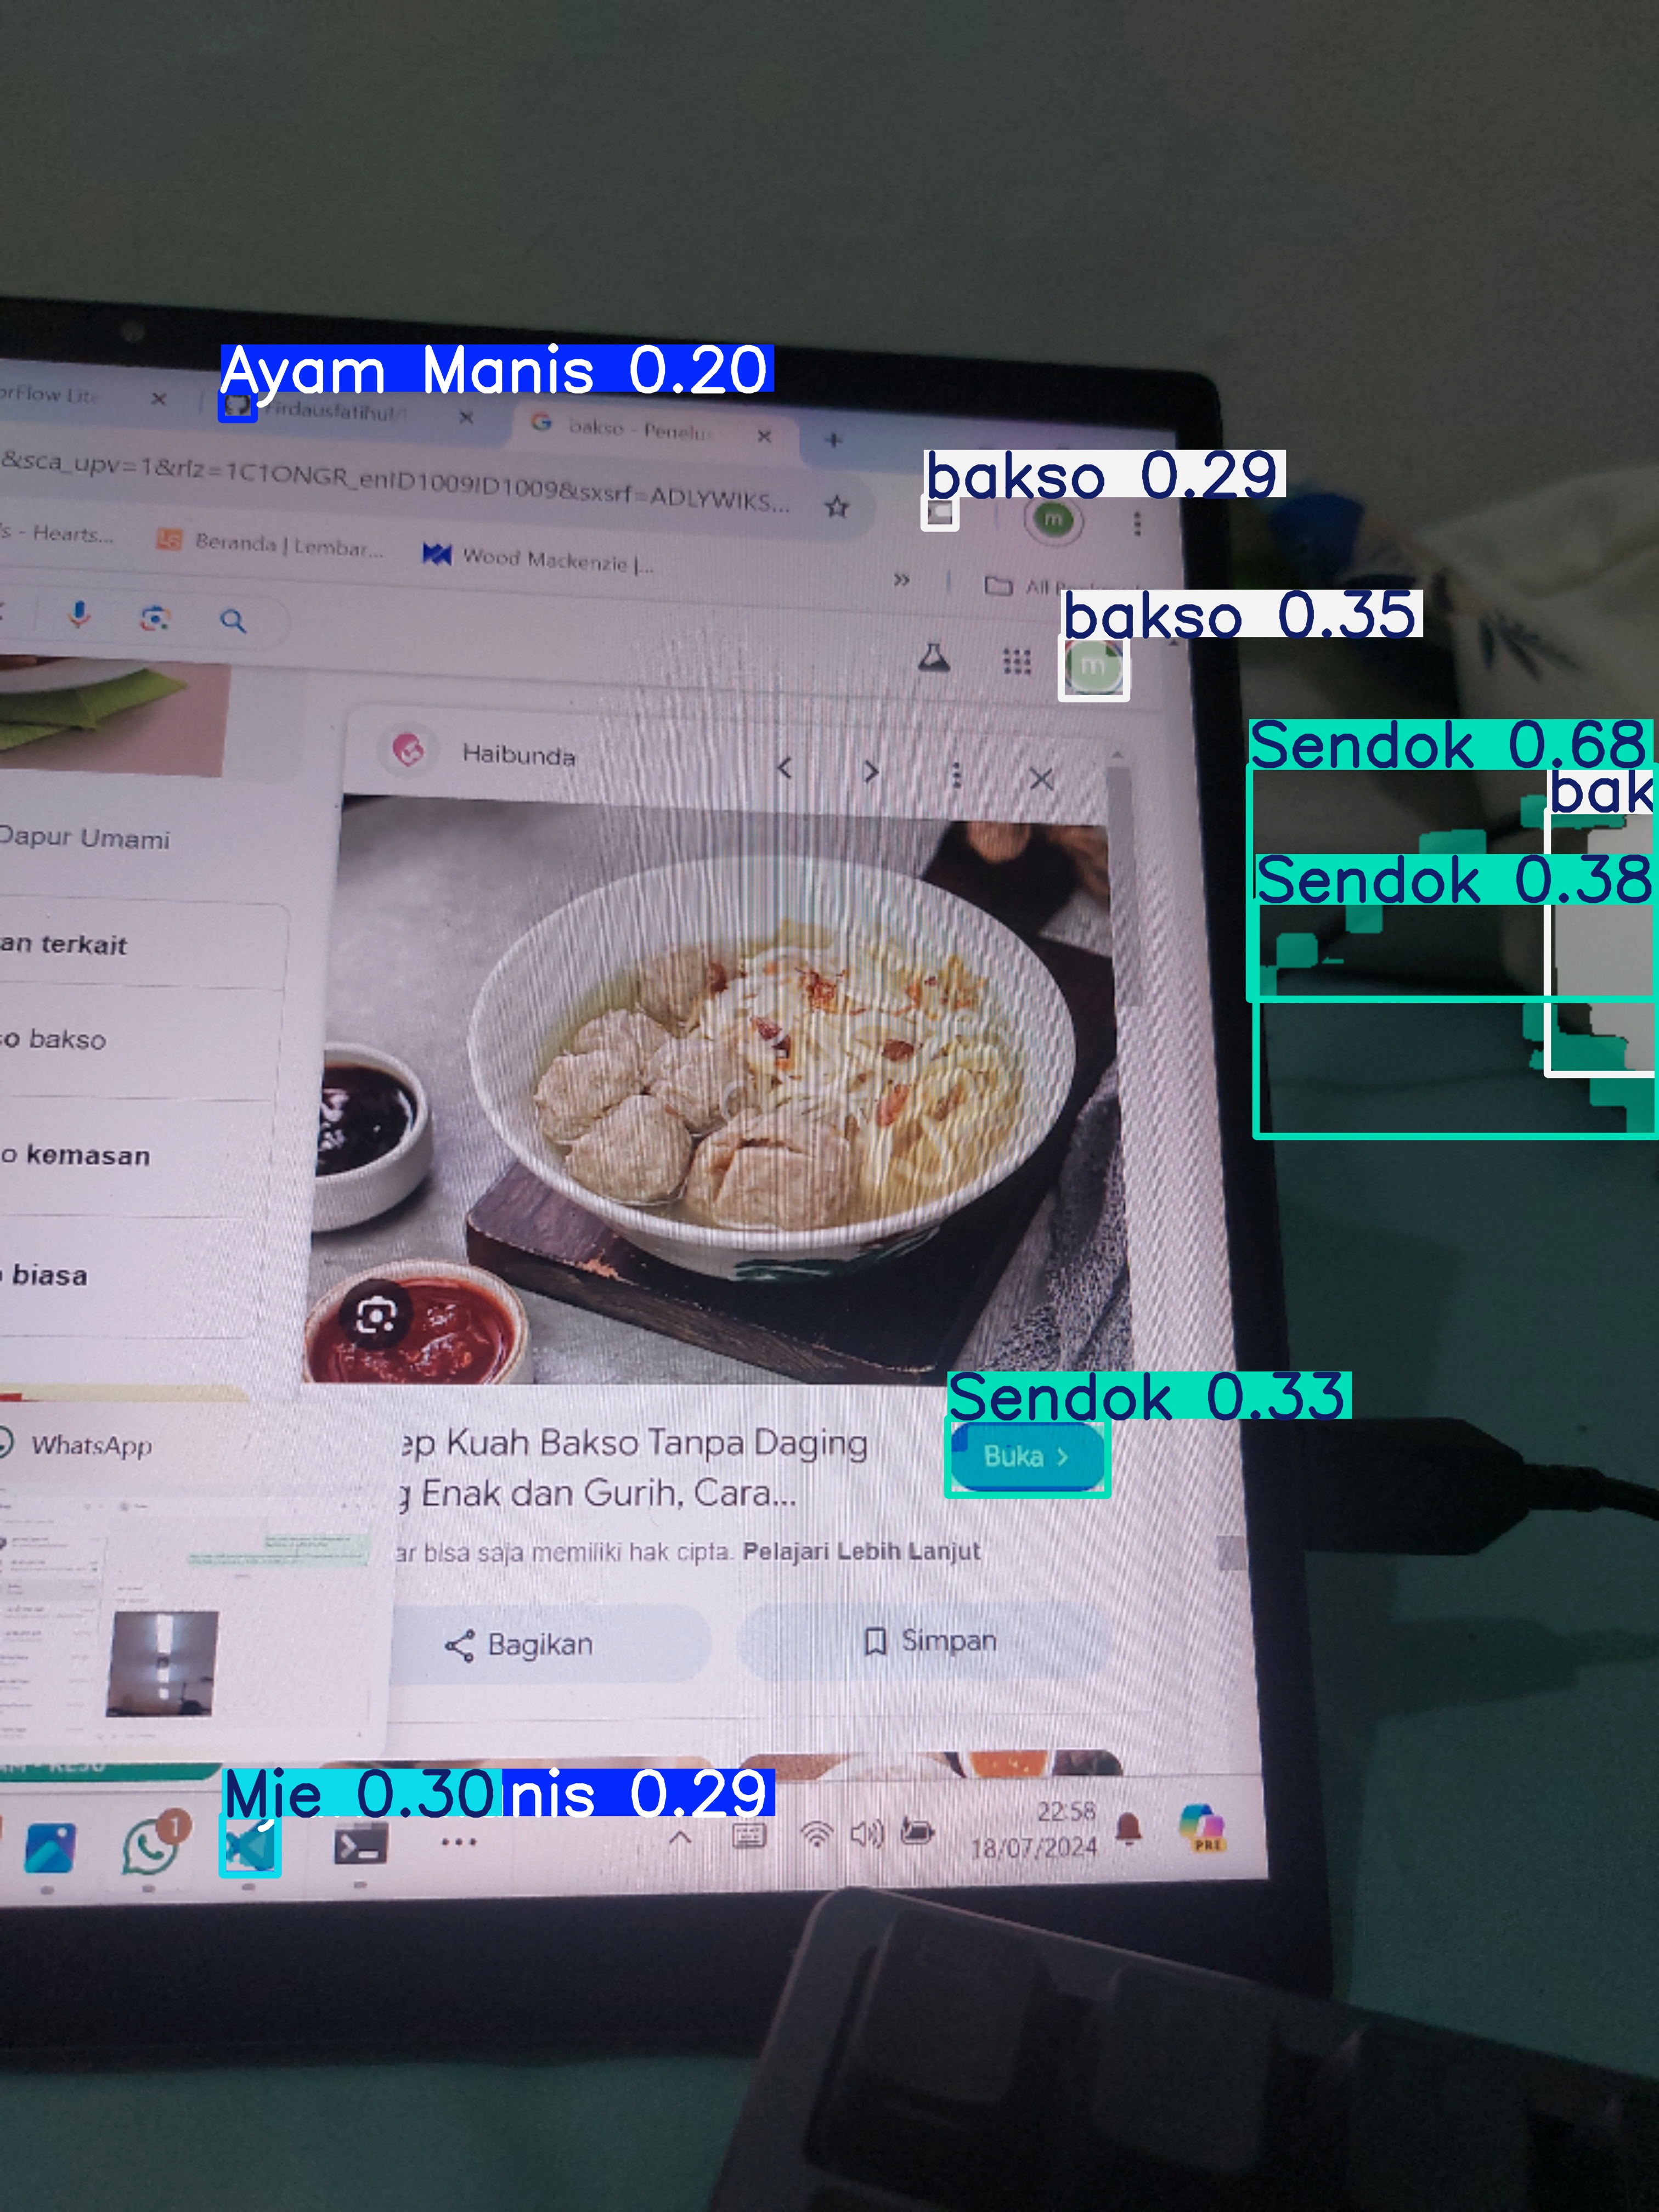 Ayam Manis 0.20
orFlow Lite
irdausfatihul/
bakso - Penelus
&sca_upv=1&rlz=1C1ONGR_enID1009ID1009&sxsrf=ADLYWIKS...
bakso 0.29
m
s - Hearts...
LS
Beranda | Lembar...
Wood Mackenzie |...
»
All
bakso 0.35
m
Haibunda
Sendok 0.68
bak
Dapur Umami
Sendok 0.38
an terkait
o bakso
o kemasan
biasa
Sendok 0.33
WhatsApp
ep Kuah Bakso Tanpa Daging
Buka >
g Enak dan Gurih, Cara...
ar bisa saja memiliki hak cipta. Pelajari Lebih Lanjut
Bagikan
Simpan
Mie 0.30
nis 0.29
1
22:58
18/07/2024
PRE